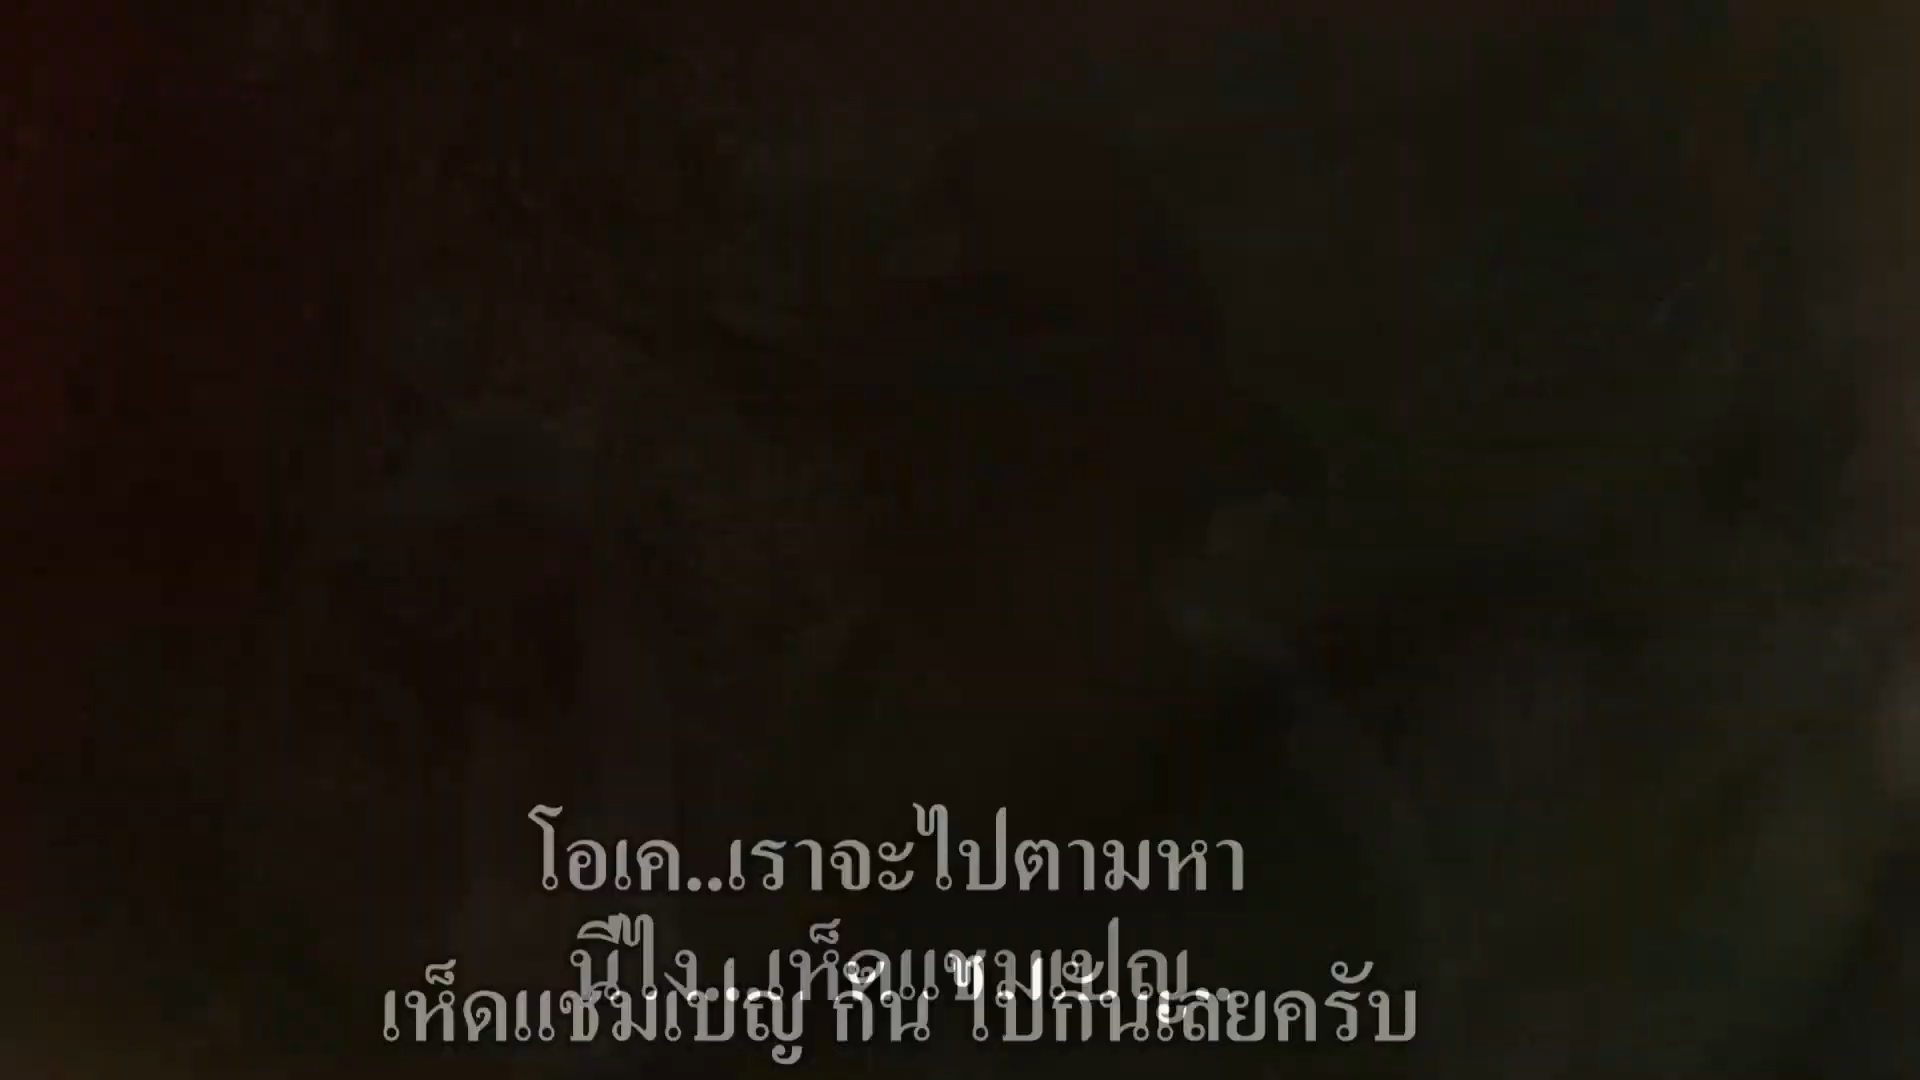 โอเค..เราจะไปตามหา
นี่ไง...เห็ดแชมเปญ..
เห็ดแชมเปญ กัน ไปกันเลยครับ